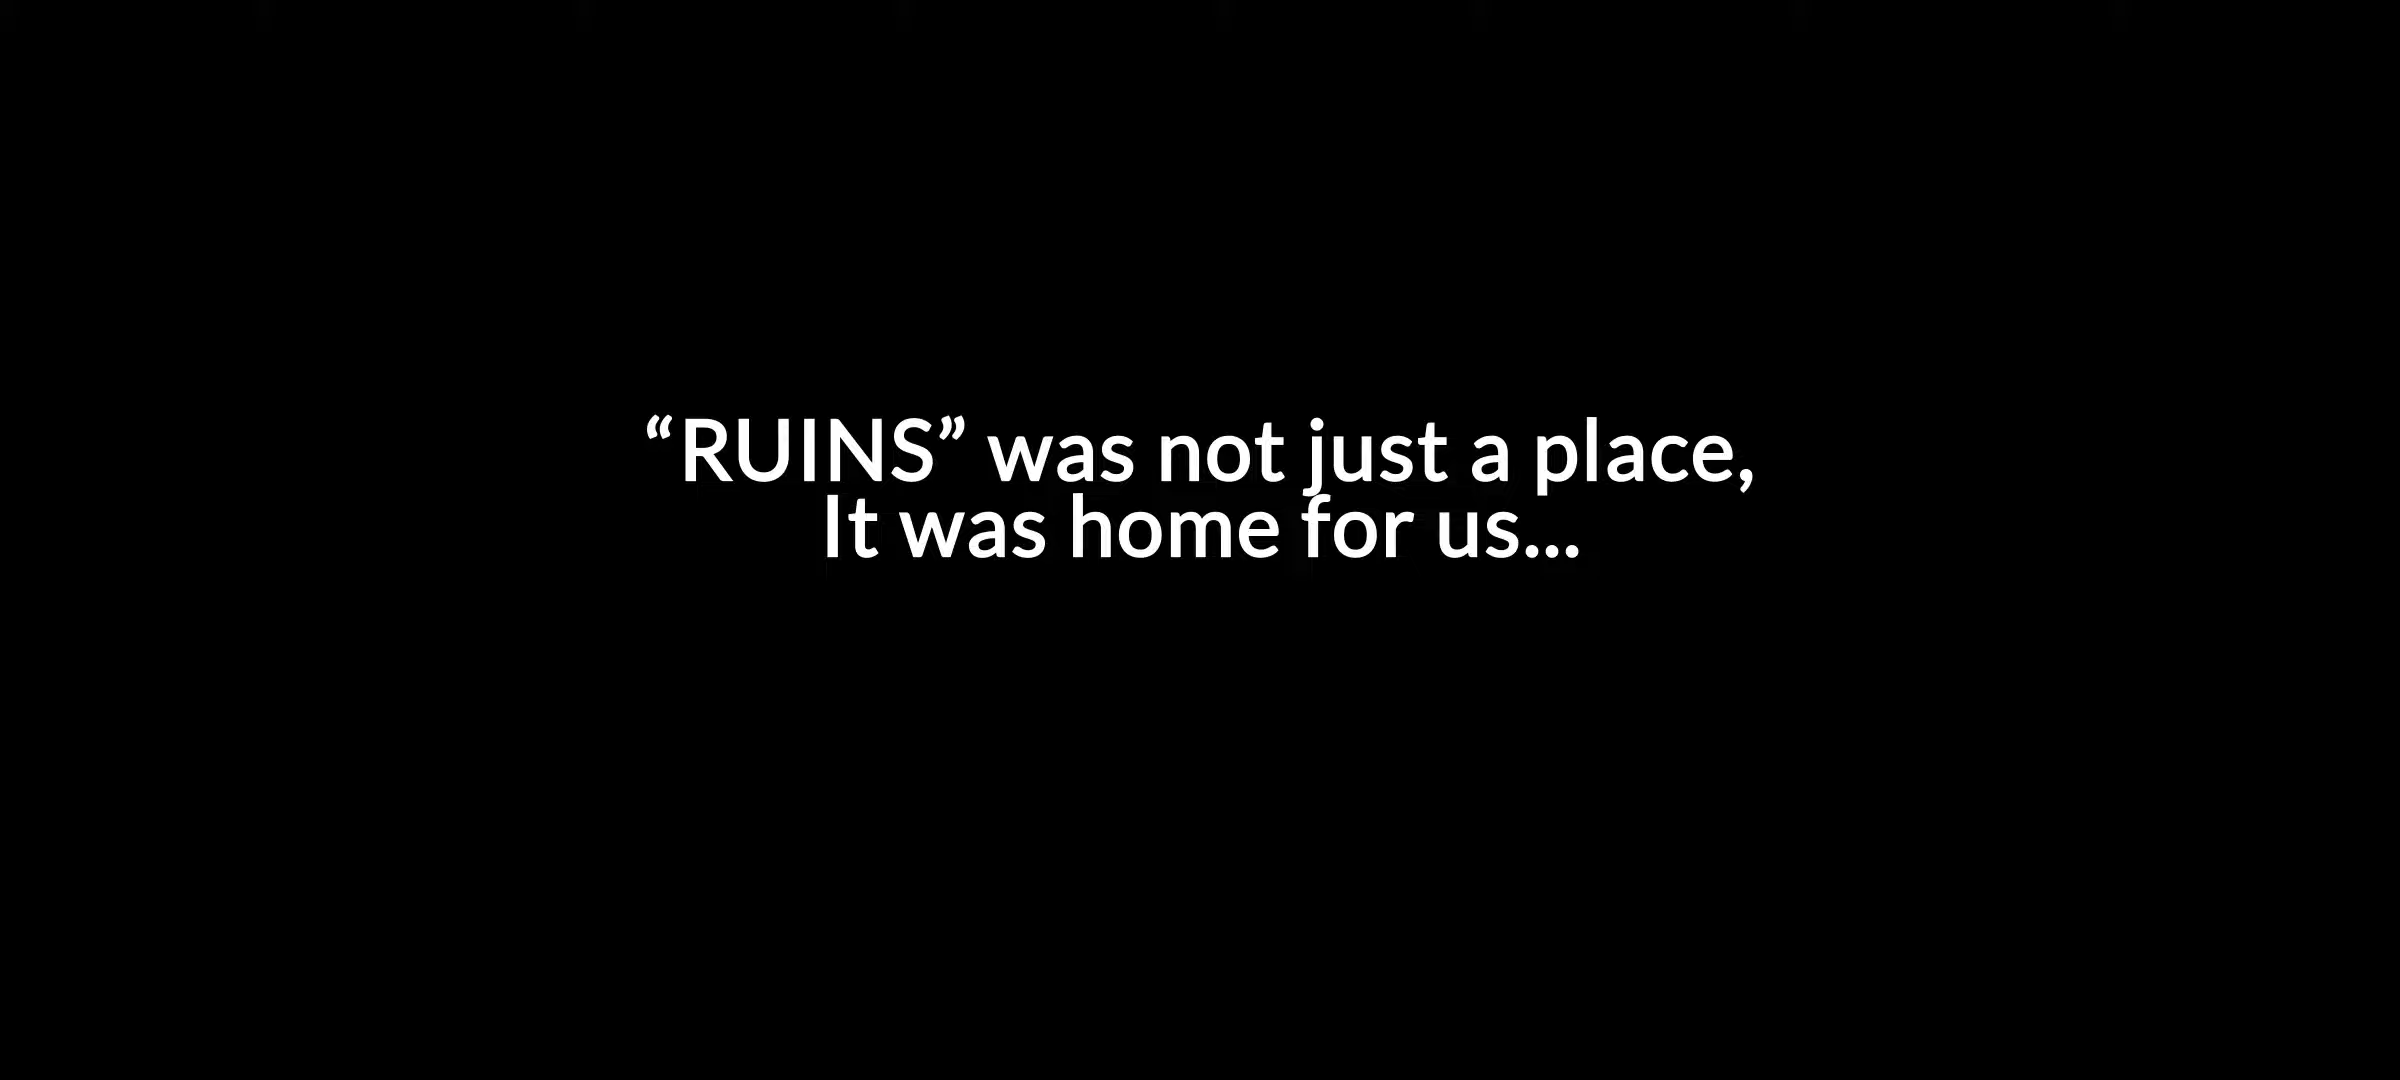 “RUINS” was not just a place,
It was home for us...